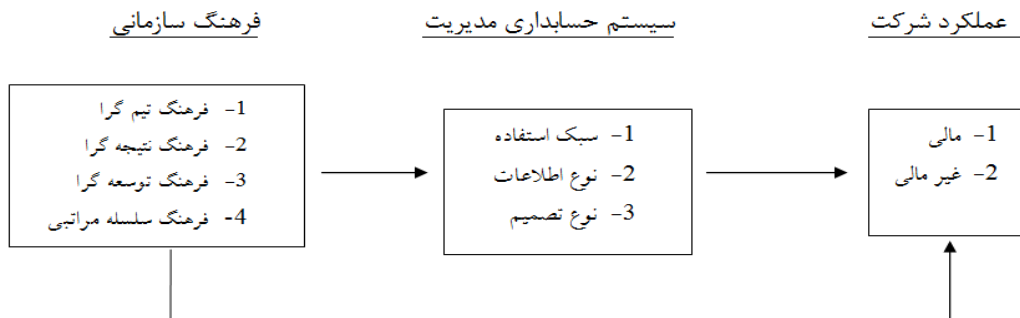 فرهنگ سازمانی
1- فرهنگ تیم گرا
2- فرهنگ نتیجه گرا
3- فرهنگ توسعه گرا
4- فرهنگ سلسله مراتبی
سیستم حسابداری مدیریت
1- سبک استفاده
2- نوع اطلاعات
3- نوع تصمیم
عملکرد شرکت
1- مالی
2- غیر مالی